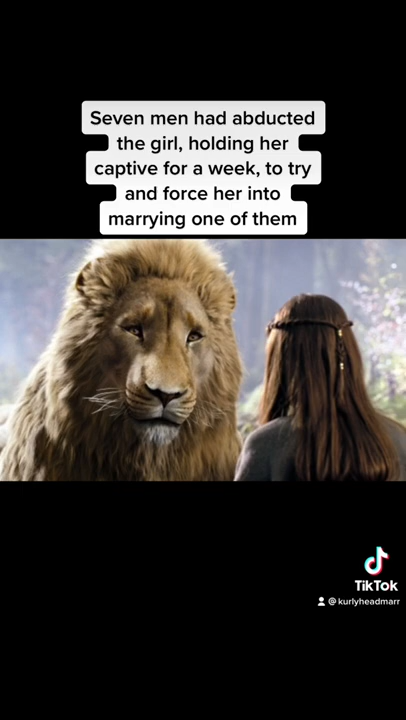 Seven men had abducted
the girl, holding her
captive for a week, to try
and force her into
marrying one of them
TikTok
@kurlyheadmarr